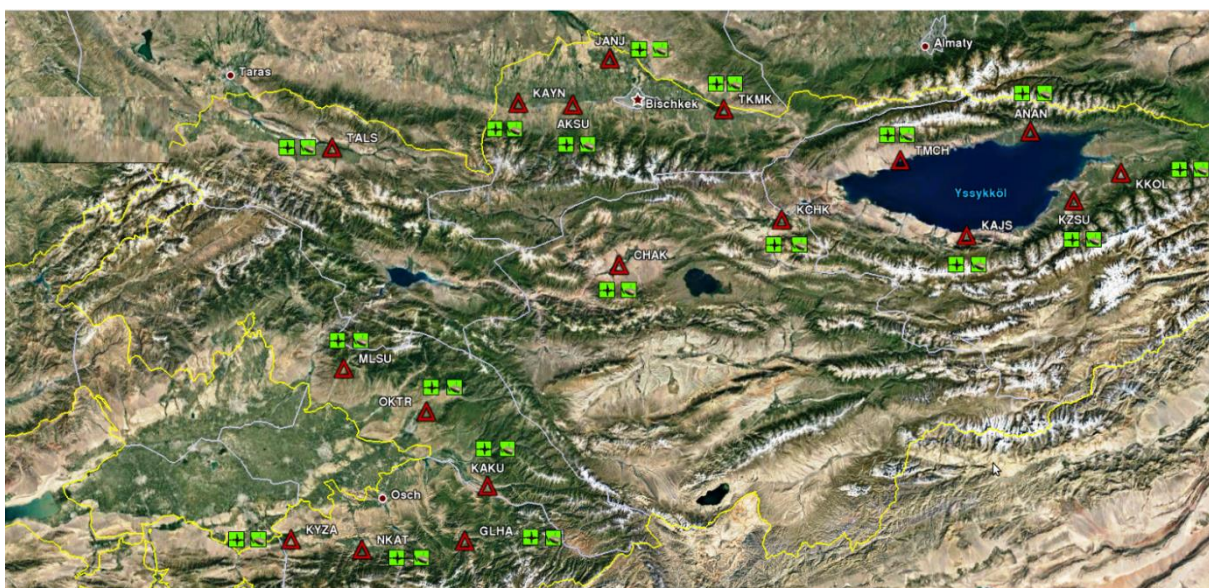 JANJ
Almaty
Taras
KAYN
Bischkek
TKMK
AKSU
ANAN
TALS
TMCH
KKOL
Yssykköl
KZSU
KCHK
KAJS
CHAK
MLSU
OKTR
KAKU
Osch
KYZA
NKAT
GLHA